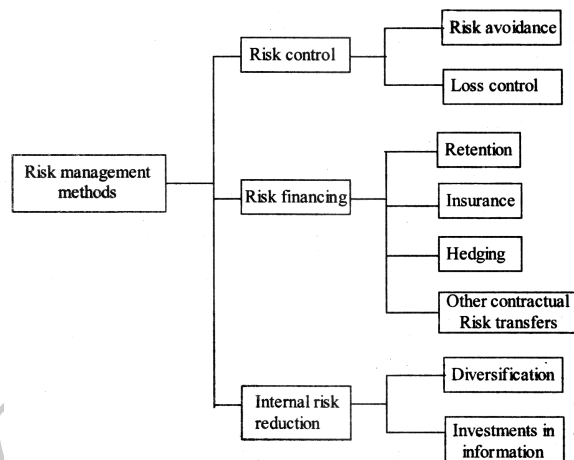 Risk management
methods
Risk control
Risk avoidance
Loss control
Risk financing
Retention
Insurance
Hedging
Other contractual
Risk transfers
Internal risk
reduction
Diversification
Investments in
information